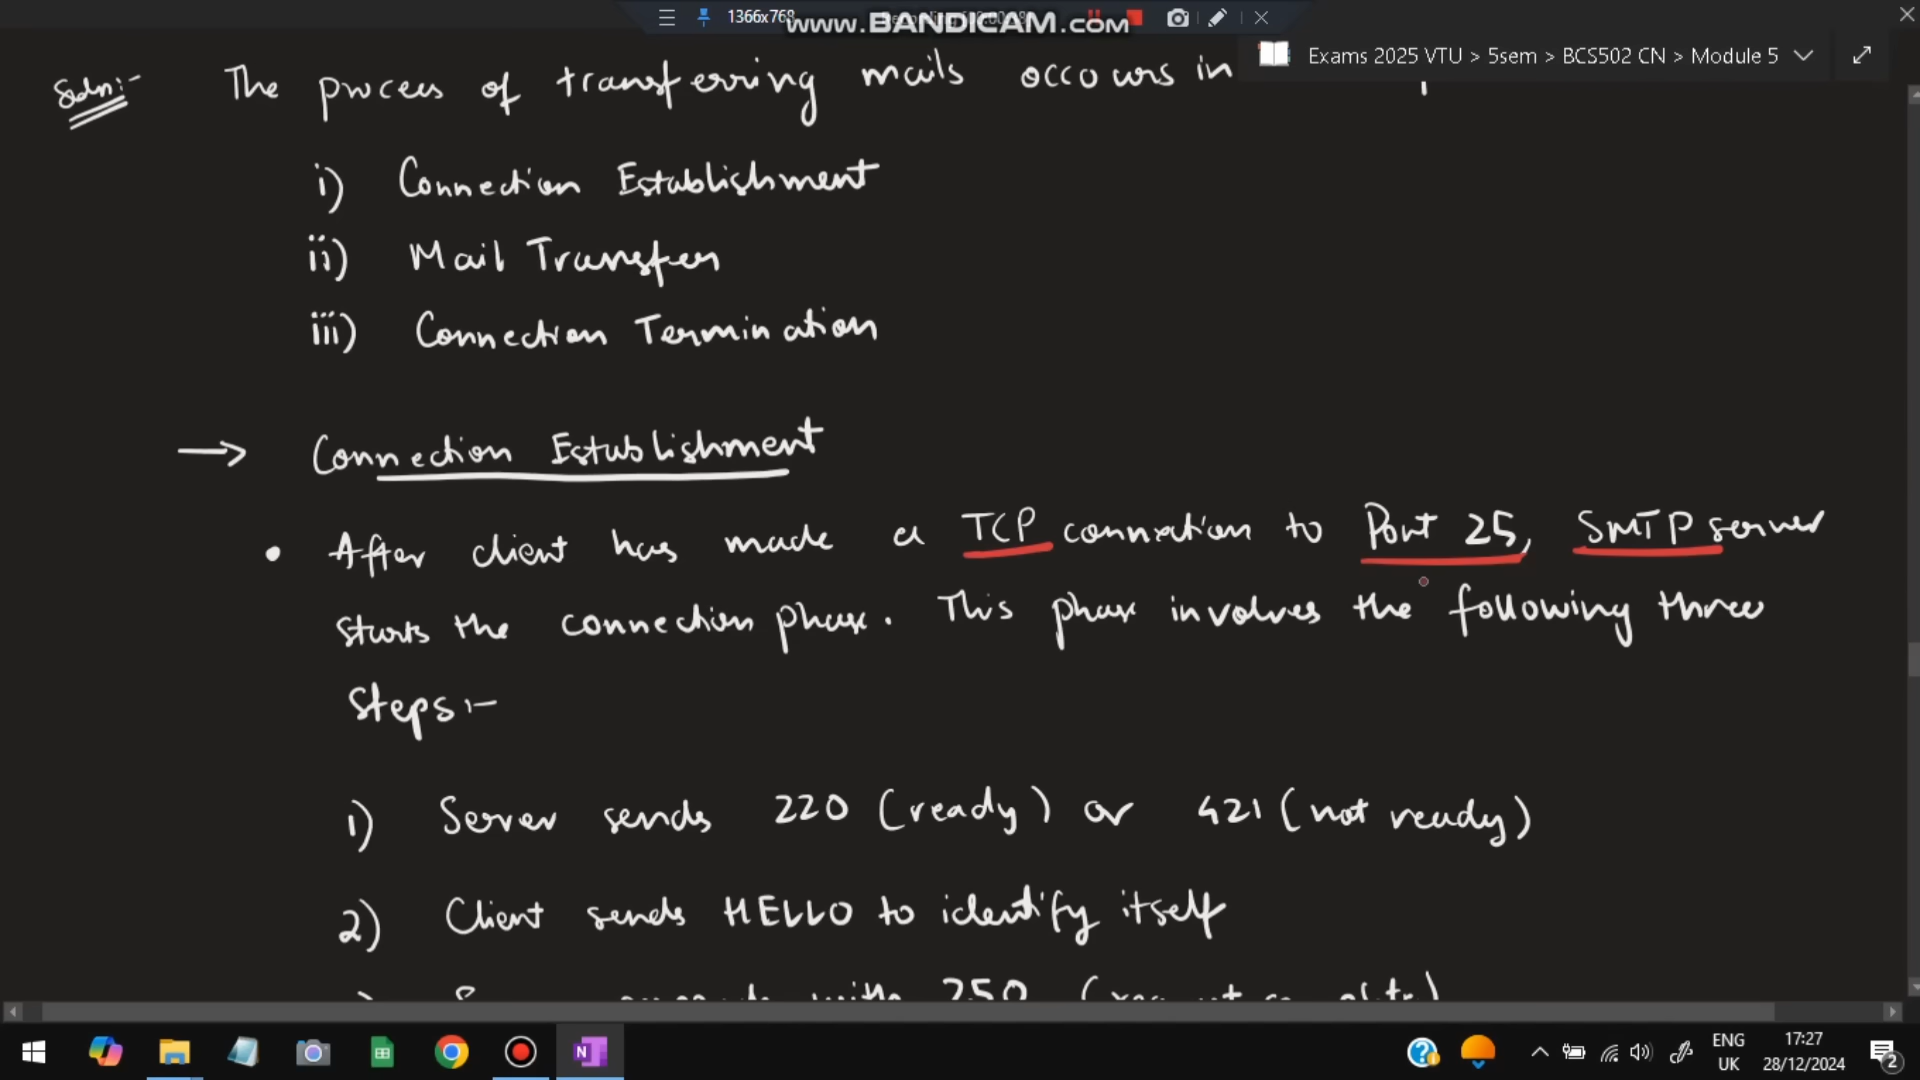 1366x768
www.BANDICAM.com
Exams 2025 VTU > 5sem > BCS502 CN > Module 5
Soln:-
The process of transferring mails occours in
i) Connection Establishment
ii) Mail Transfer
iii) Connection Termination
→ Connection Establishment
• After client has made a TCP connection to Port 25, SMTP server
starts the connection phase. This phase involves the following three
steps:-
1) Server sends 220 (ready) or 421 (not ready)
2) Client sends HELLO to identify itself
with 250
ENG
UK
17:27
28/12/2024
2